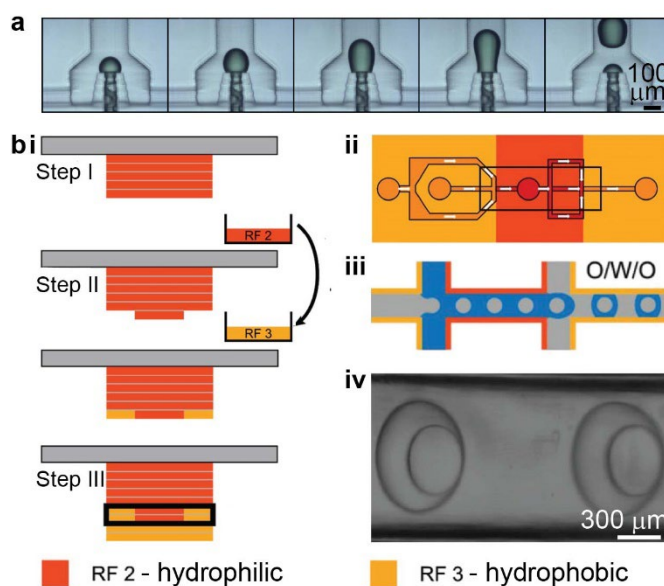 a
100
μm
b i
Step I
RF 2
Step II
RF 3
Step III
ii
iii
O/W/O
iv
300 μm
RF 2 - hydrophilic
RF 3 - hydrophobic